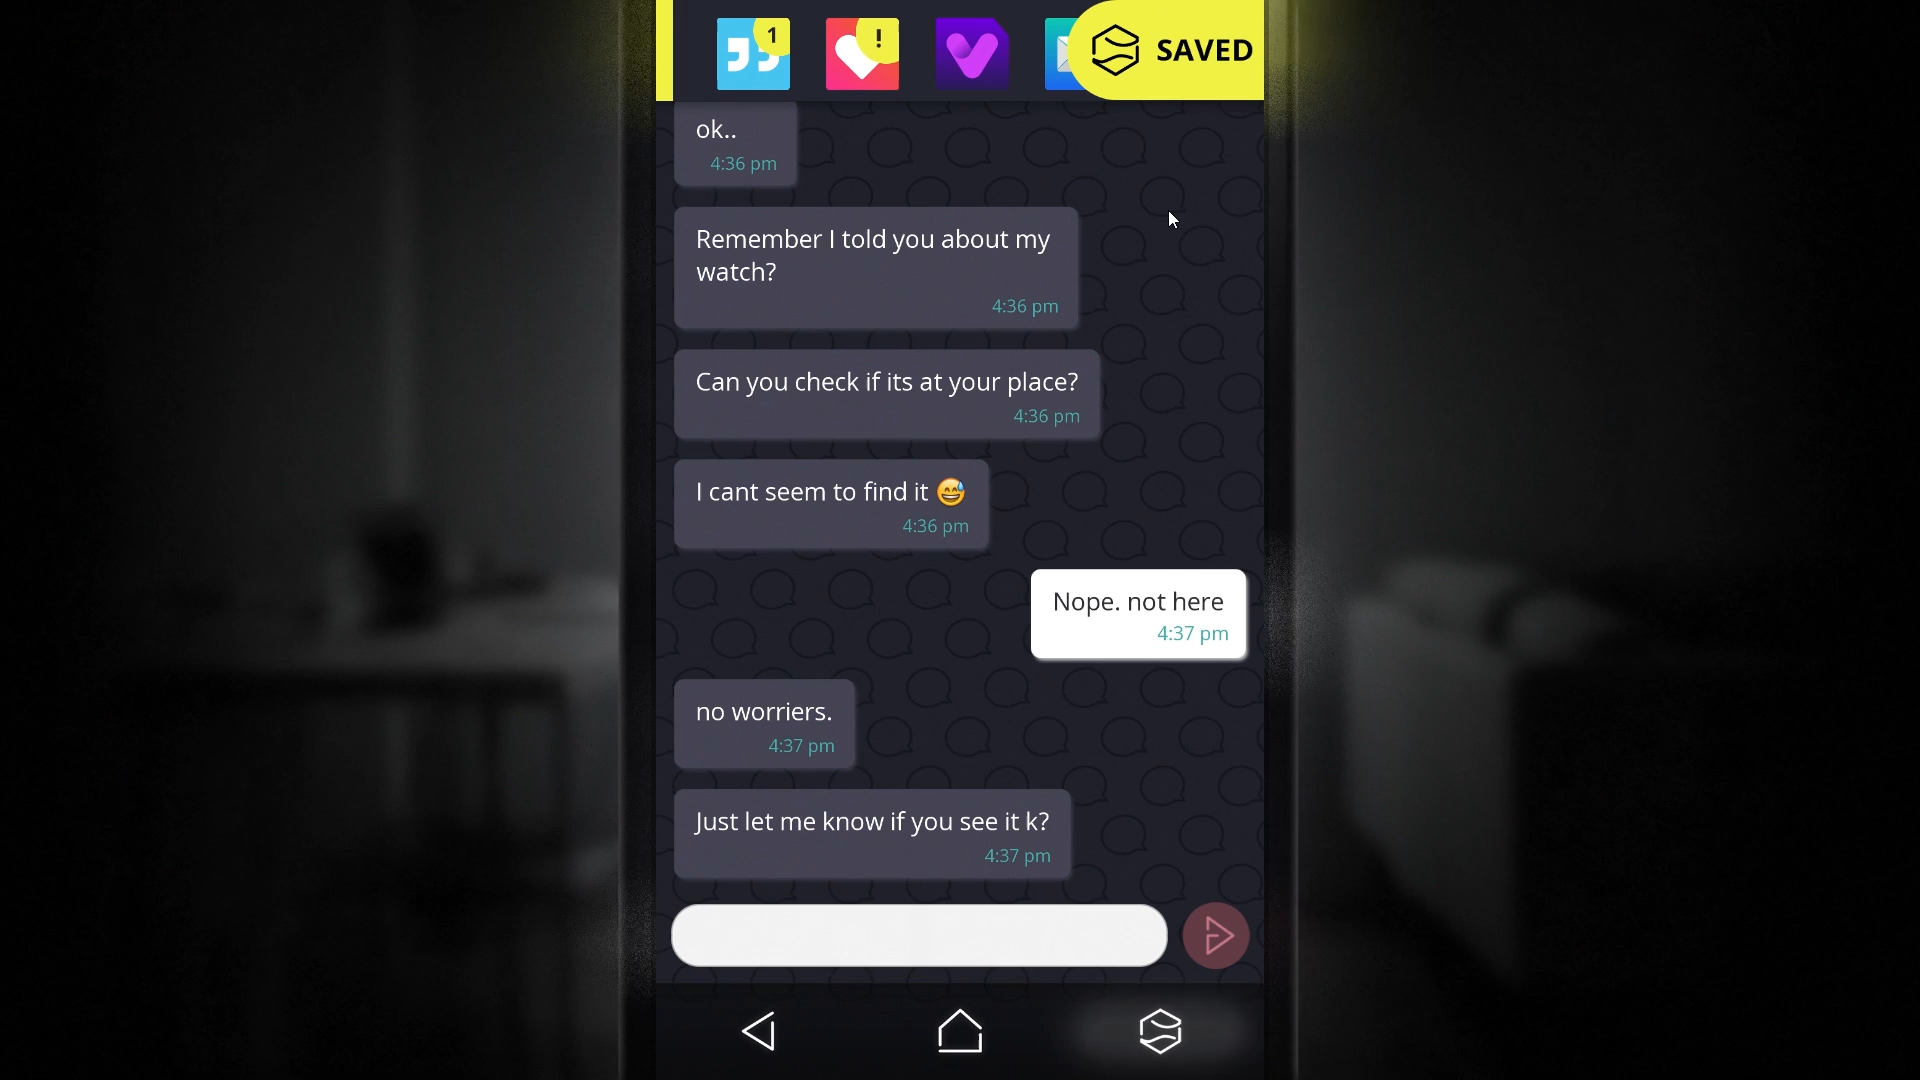 1
!
SAVED
ok..
4:36 pm
Remember I told you about my
watch?
4:36 pm
Can you check if its at your place?
4:36 pm
I cant seem to find it 😅
4:36 pm
Nope. not here
4:37 pm
no worriers.
4:37 pm
Just let me know if you see it k?
4:37 pm